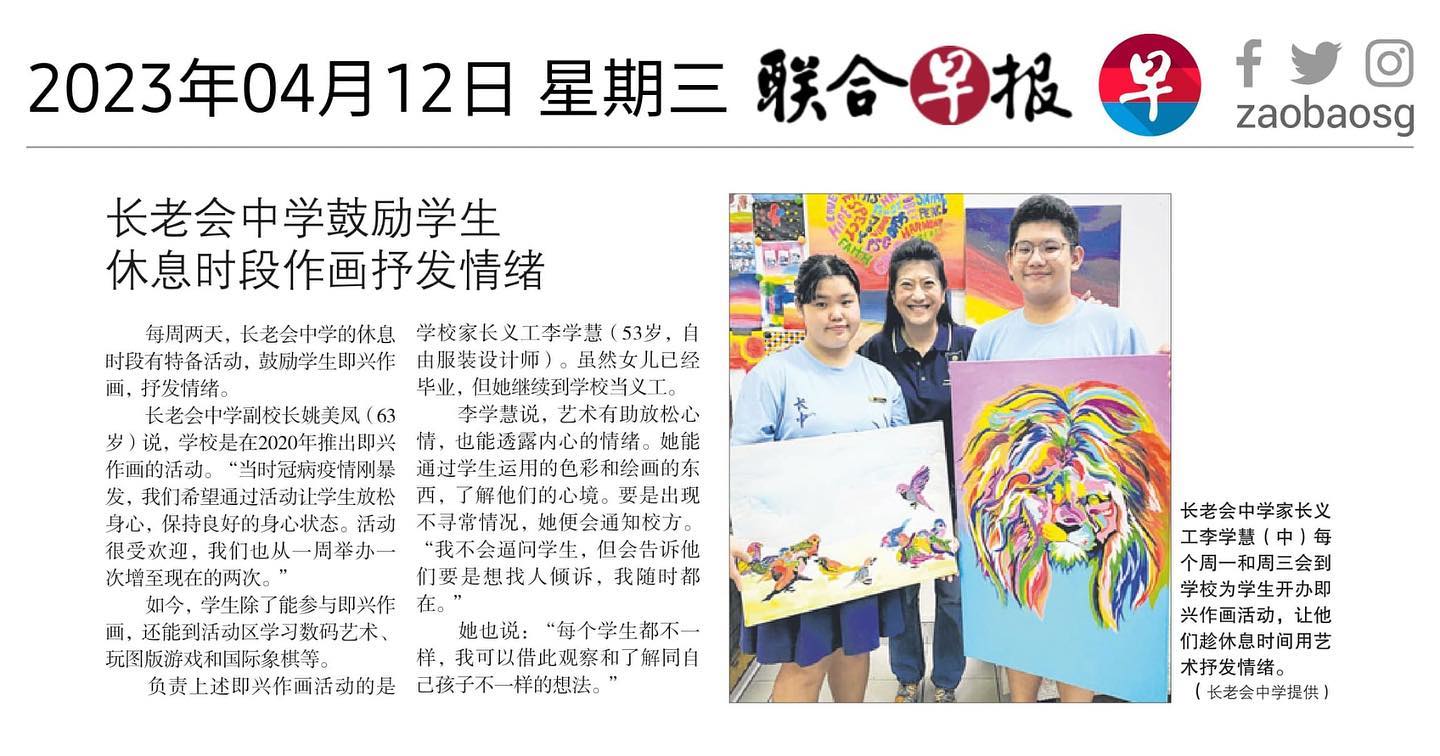 2023年04月12日 星期三 联合早报 早 zaobaosg
长老会中学鼓励学生
休息时段作画抒发情绪
每周两天，长老会中学的休息
时段有特备活动，鼓励学生即兴作
画，抒发情绪。
长老会中学副校长姚美凤（63
岁）说，学校是在2020年推出即兴
作画的活动。“当时冠病疫情刚暴
发，我们希望通过活动让学生放松
身心，保持良好的身心状态。活动
很受欢迎，我们也从一周举办一
次增至现在的两次。”
如今，学生除了能参与即兴作
画，还能到活动区学习数码艺术、
玩图版游戏和国际象棋等。
负责上述即兴作画活动的是
学校家长义工李学慧（53岁，自
由服装设计师）。虽然女儿已经
毕业，但她继续到学校当义工。
李学慧说，艺术有助放松心
情，也能透露内心的情绪。她能
通过学生运用的色彩和绘画的东
西，了解他们的心境。要是出现
不寻常情况，她便会通知校方。
“我不会逼问学生，但会告诉他
们要是想找人倾诉，我随时都
在。”
她也说：“每个学生都不一
样，我可以借此观察和了解同自
己孩子不一样的想法。”
长中
长老会中学家长义
工李学慧（中）每
个周一和周三会到
学校为学生开办即
兴作画活动，让他
们趁休息时间用艺
术抒发情绪。
（长老会中学提供）